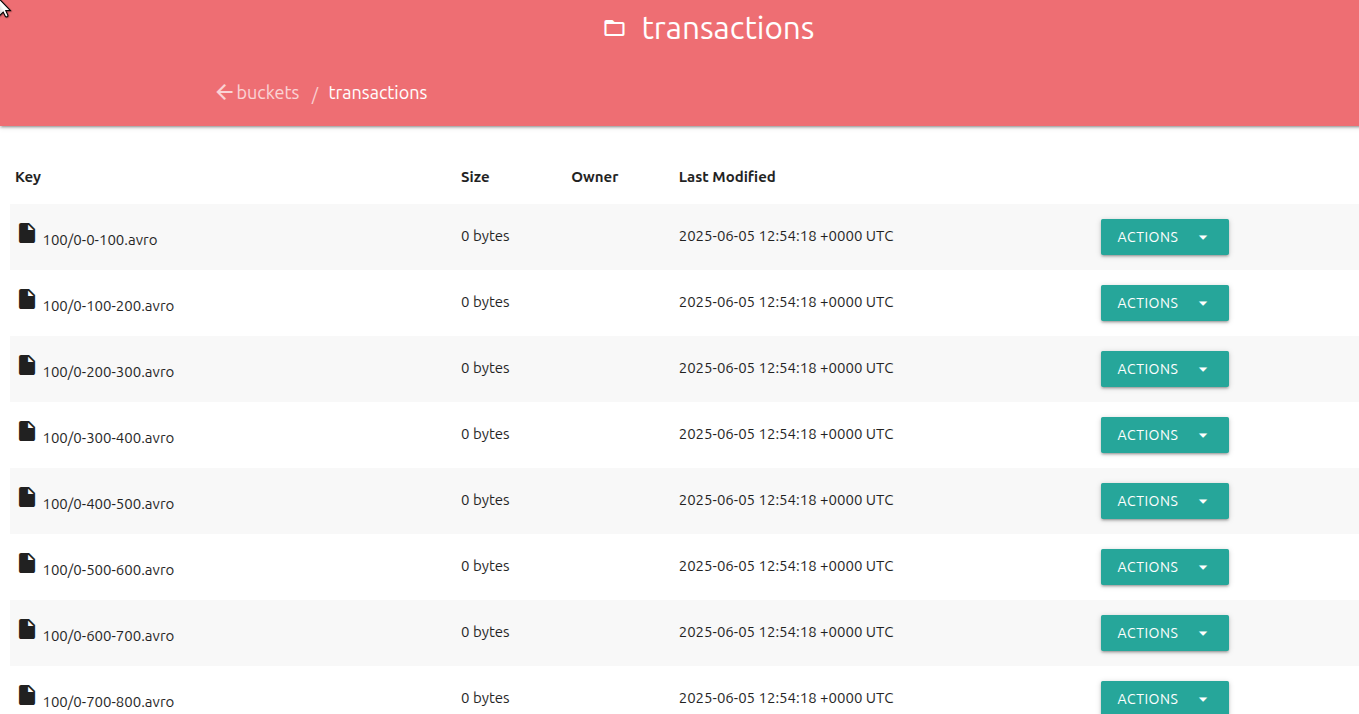 transactions
buckets / transactions
Key Size Owner Last Modified
100/0-0-100.avro 0 bytes 2025-06-05 12:54:18 +0000 UTC ACTIONS
100/0-100-200.avro 0 bytes 2025-06-05 12:54:18 +0000 UTC ACTIONS
100/0-200-300.avro 0 bytes 2025-06-05 12:54:18 +0000 UTC ACTIONS
100/0-300-400.avro 0 bytes 2025-06-05 12:54:18 +0000 UTC ACTIONS
100/0-400-500.avro 0 bytes 2025-06-05 12:54:18 +0000 UTC ACTIONS
100/0-500-600.avro 0 bytes 2025-06-05 12:54:18 +0000 UTC ACTIONS
100/0-600-700.avro 0 bytes 2025-06-05 12:54:18 +0000 UTC ACTIONS
100/0-700-800.avro 0 bytes 2025-06-05 12:54:18 +0000 UTC ACTIONS